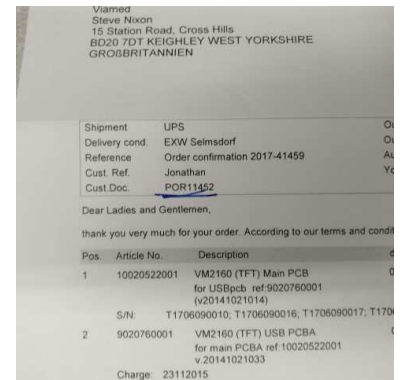 Viamed
Steve Nixon
15 Station Road, Cross Hills
BD20 7DT KEIGHLEY WEST YORKSHIRE
GROßBRITANNIEN
Shipment UPS
Delivery cond. EXW Selmsdorf
Reference Order confirmation 2017-41459
Cust. Ref. Jonathan
Cust.Doc. POR11452
Dear Ladies and Gentlemen,
thank you very much for your order. According to our terms and
Pos. Article No. Description
1 10020522001 VM2160 (TFT) Main PCB
for USBpcb ref:9020760001
(v20141021014)
S/N: T1706090010; T1706090016; T1706090017;
2 9020760001 VM2160 (TFT) USB PCBA
for main PCBA ref:10020522001
v.20141021033
Charge: 23112015